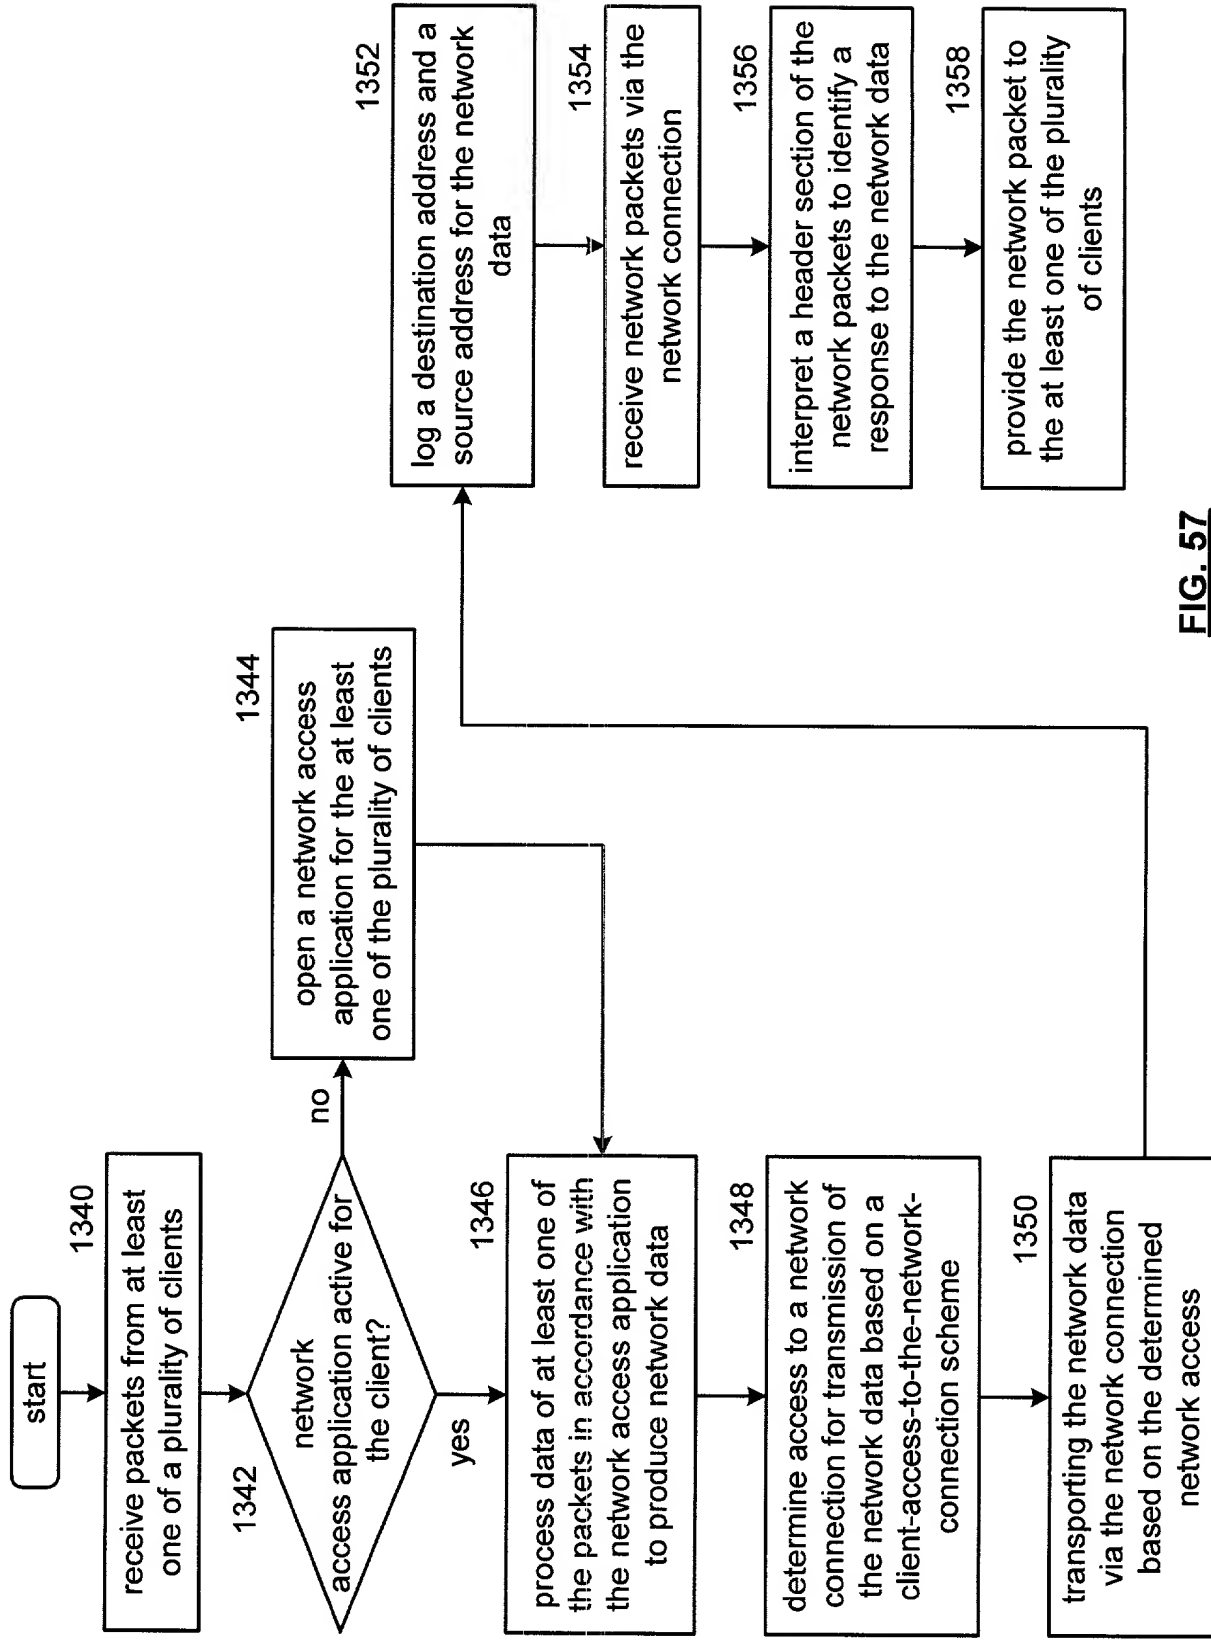 start
1340
receive packets from at least
one of a plurality of clients
1342
network
access application active for
the client?
no
yes
1344
open a network access
application for the at least
one of the plurality of clients
1346
process data of at least one of
the packets in accordance with
the network access application
to produce network data
1348
determine access to a network
connection for transmission of
the network data based on a
client-access-to-the-network-
connection scheme
1350
transporting the network data
via the network connection
based on the determined
network access
1352
log a destination address and a
source address for the network
data
1354
receive network packets via the
network connection
1356
interpret a header section of the
network packets to identify a
response to the network data
1358
provide the network packet to
the at least one of the plurality
of clients
FIG. 57